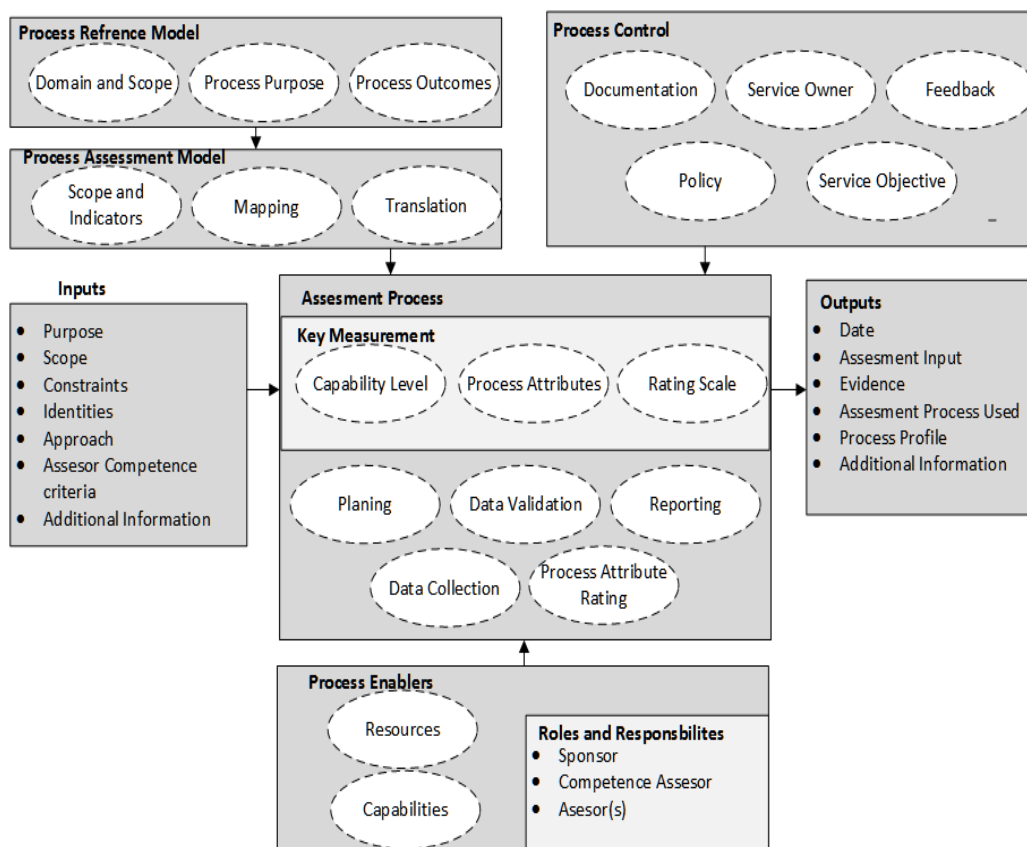 Process Refrence Model
Domain and Scope
Process Purpose
Process Outcomes
Process Control
Documentation
Service Owner
Feedback
Policy
Service Objective
Process Assessment Model
Scope and
Indicators
Mapping
Translation
Inputs
• Purpose
• Scope
• Constraints
• Identities
• Approach
• Assesor Competence
criteria
• Additional Information
Assesment Process
Key Measurement
Capability Level
Process Attributes
Rating Scale
Planing
Data Validation
Reporting
Data Collection
Process Attribute
Rating
Outputs
• Date
• Assesment Input
• Evidence
• Assesment Process Used
• Process Profile
• Additional Information
Process Enablers
Resources
Capabilities
Roles and Responsbilites
• Sponsor
• Competence Assesor
• Asesor(s)